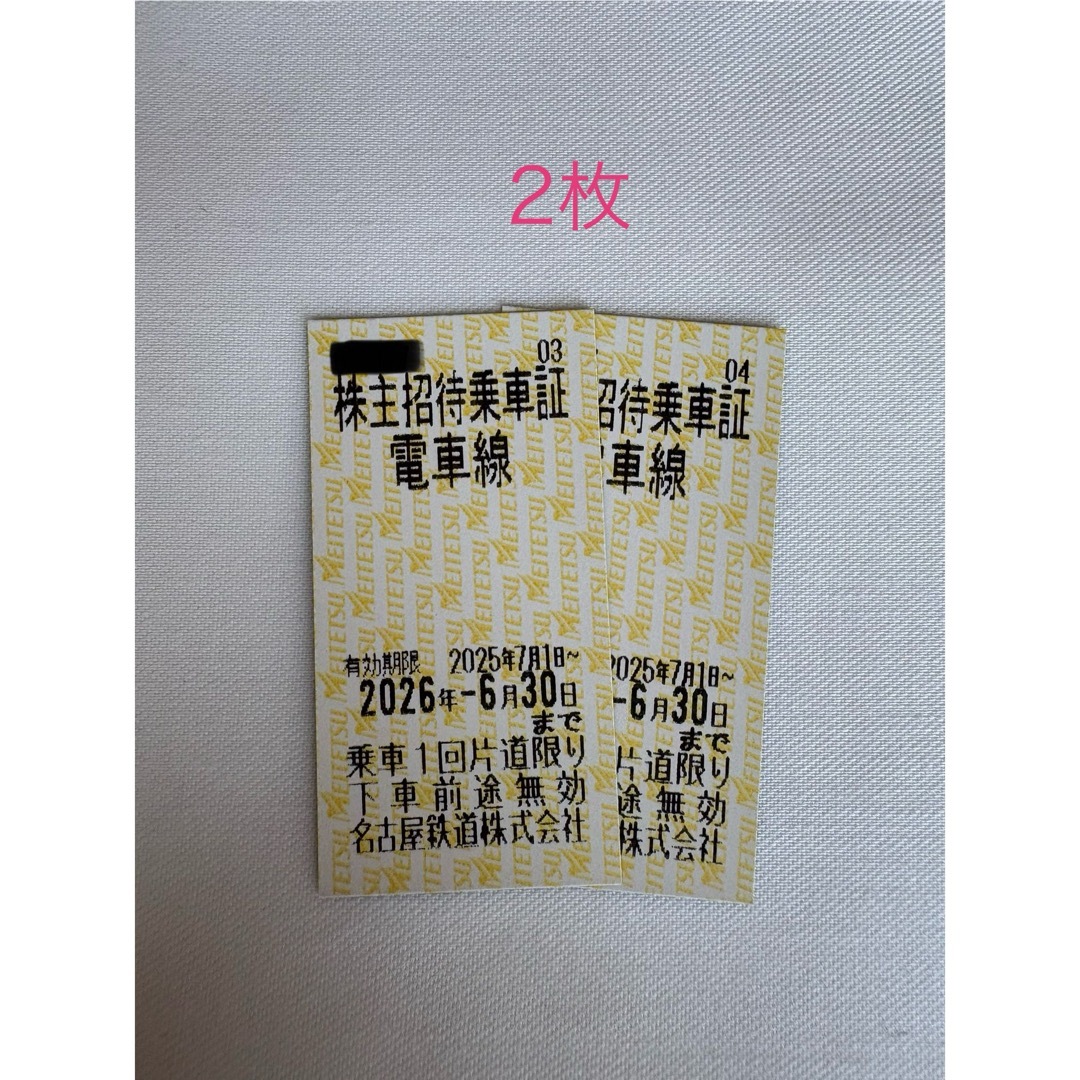 2枚
03
株主招待乗車証
電車線
有効期限 2025年7月1日~
2026年-6月30日
まで
乗車1回片道限り
下車前途無効
名古屋鉄道株式会社
04
招待乗車証
車線
2025年7月1日~
-6月30日
まで
片道限り
途無効
株式会社
MEITETSU